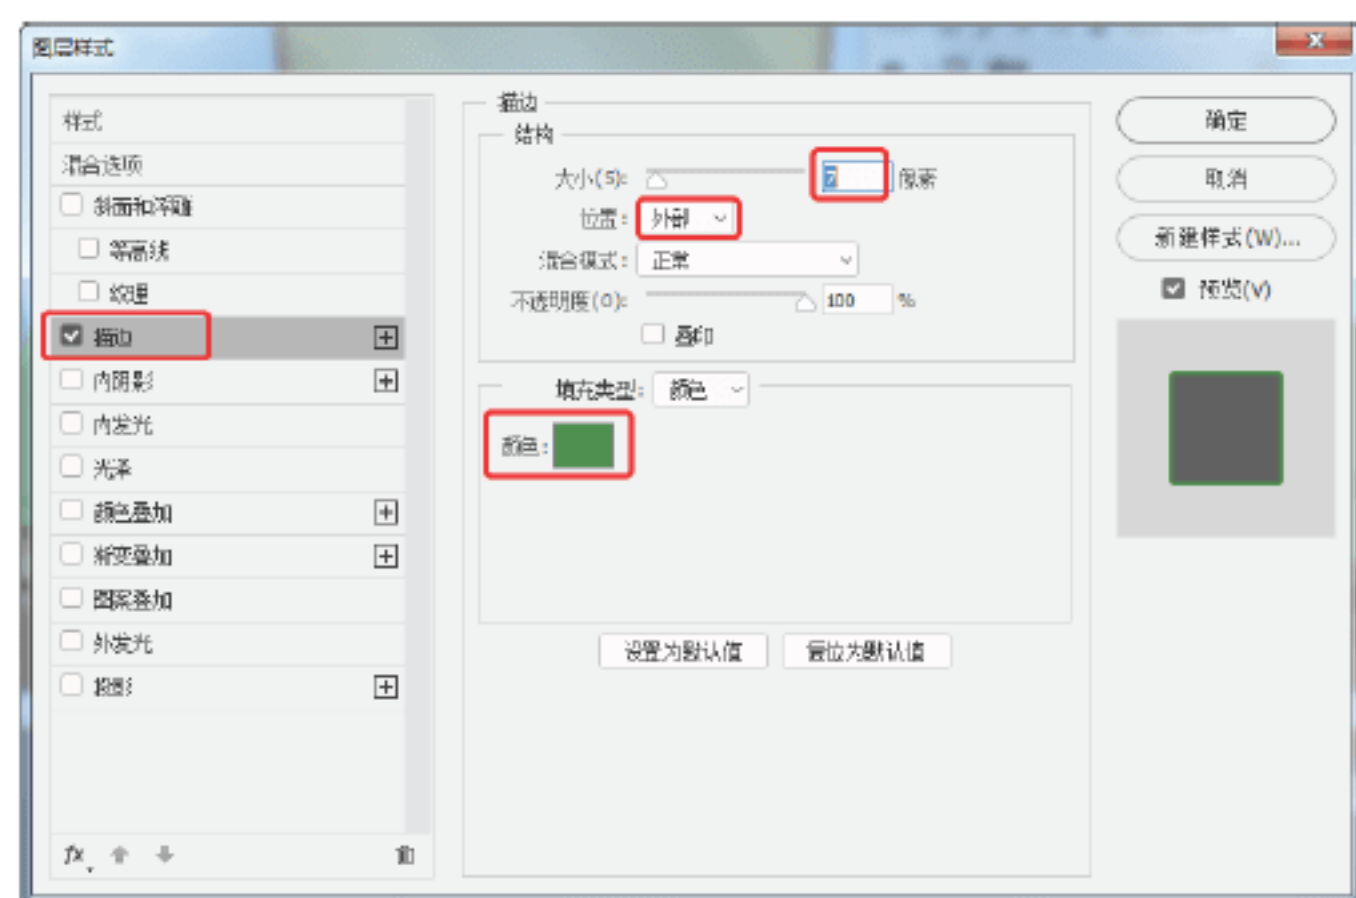 图层样式
样式
混合选项
斜面和浮雕
等高线
纹理
描边
内阴影
内发光
光泽
颜色叠加
渐变叠加
图案叠加
外发光
投影
fx
描边
结构
大小(S): 7 像素
位置: 外部
混合模式: 正常
不透明度(O): 100 %
叠印
填充类型: 颜色
颜色:
设置为默认值 复位为默认值
确定
取消
新建样式(W)...
预览(V)